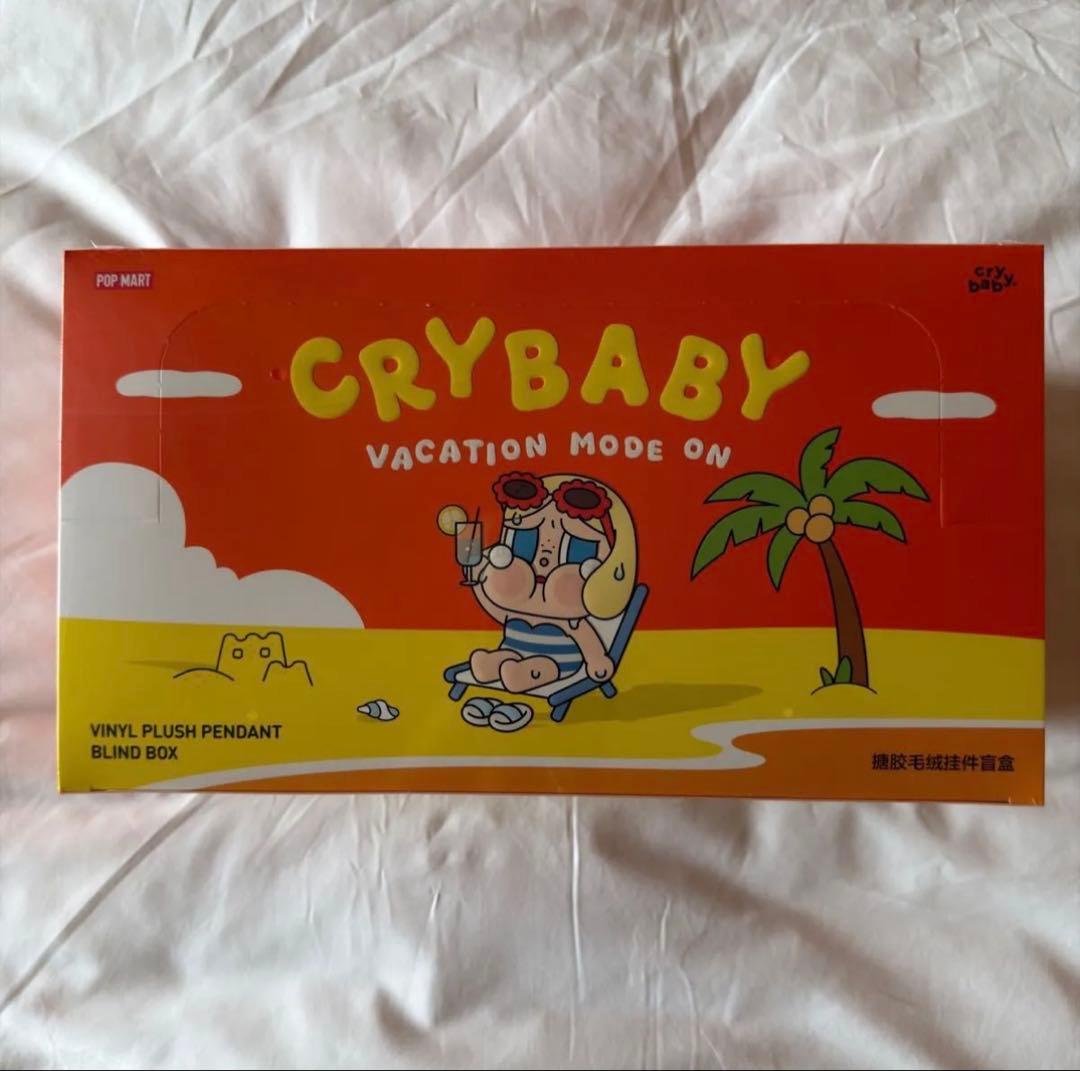 POP MART
cry
baby.
CRYBABY
VACATION MODE ON
VINYL PLUSH PENDANT
BLIND BOX
搪胶毛绒挂件盲盒